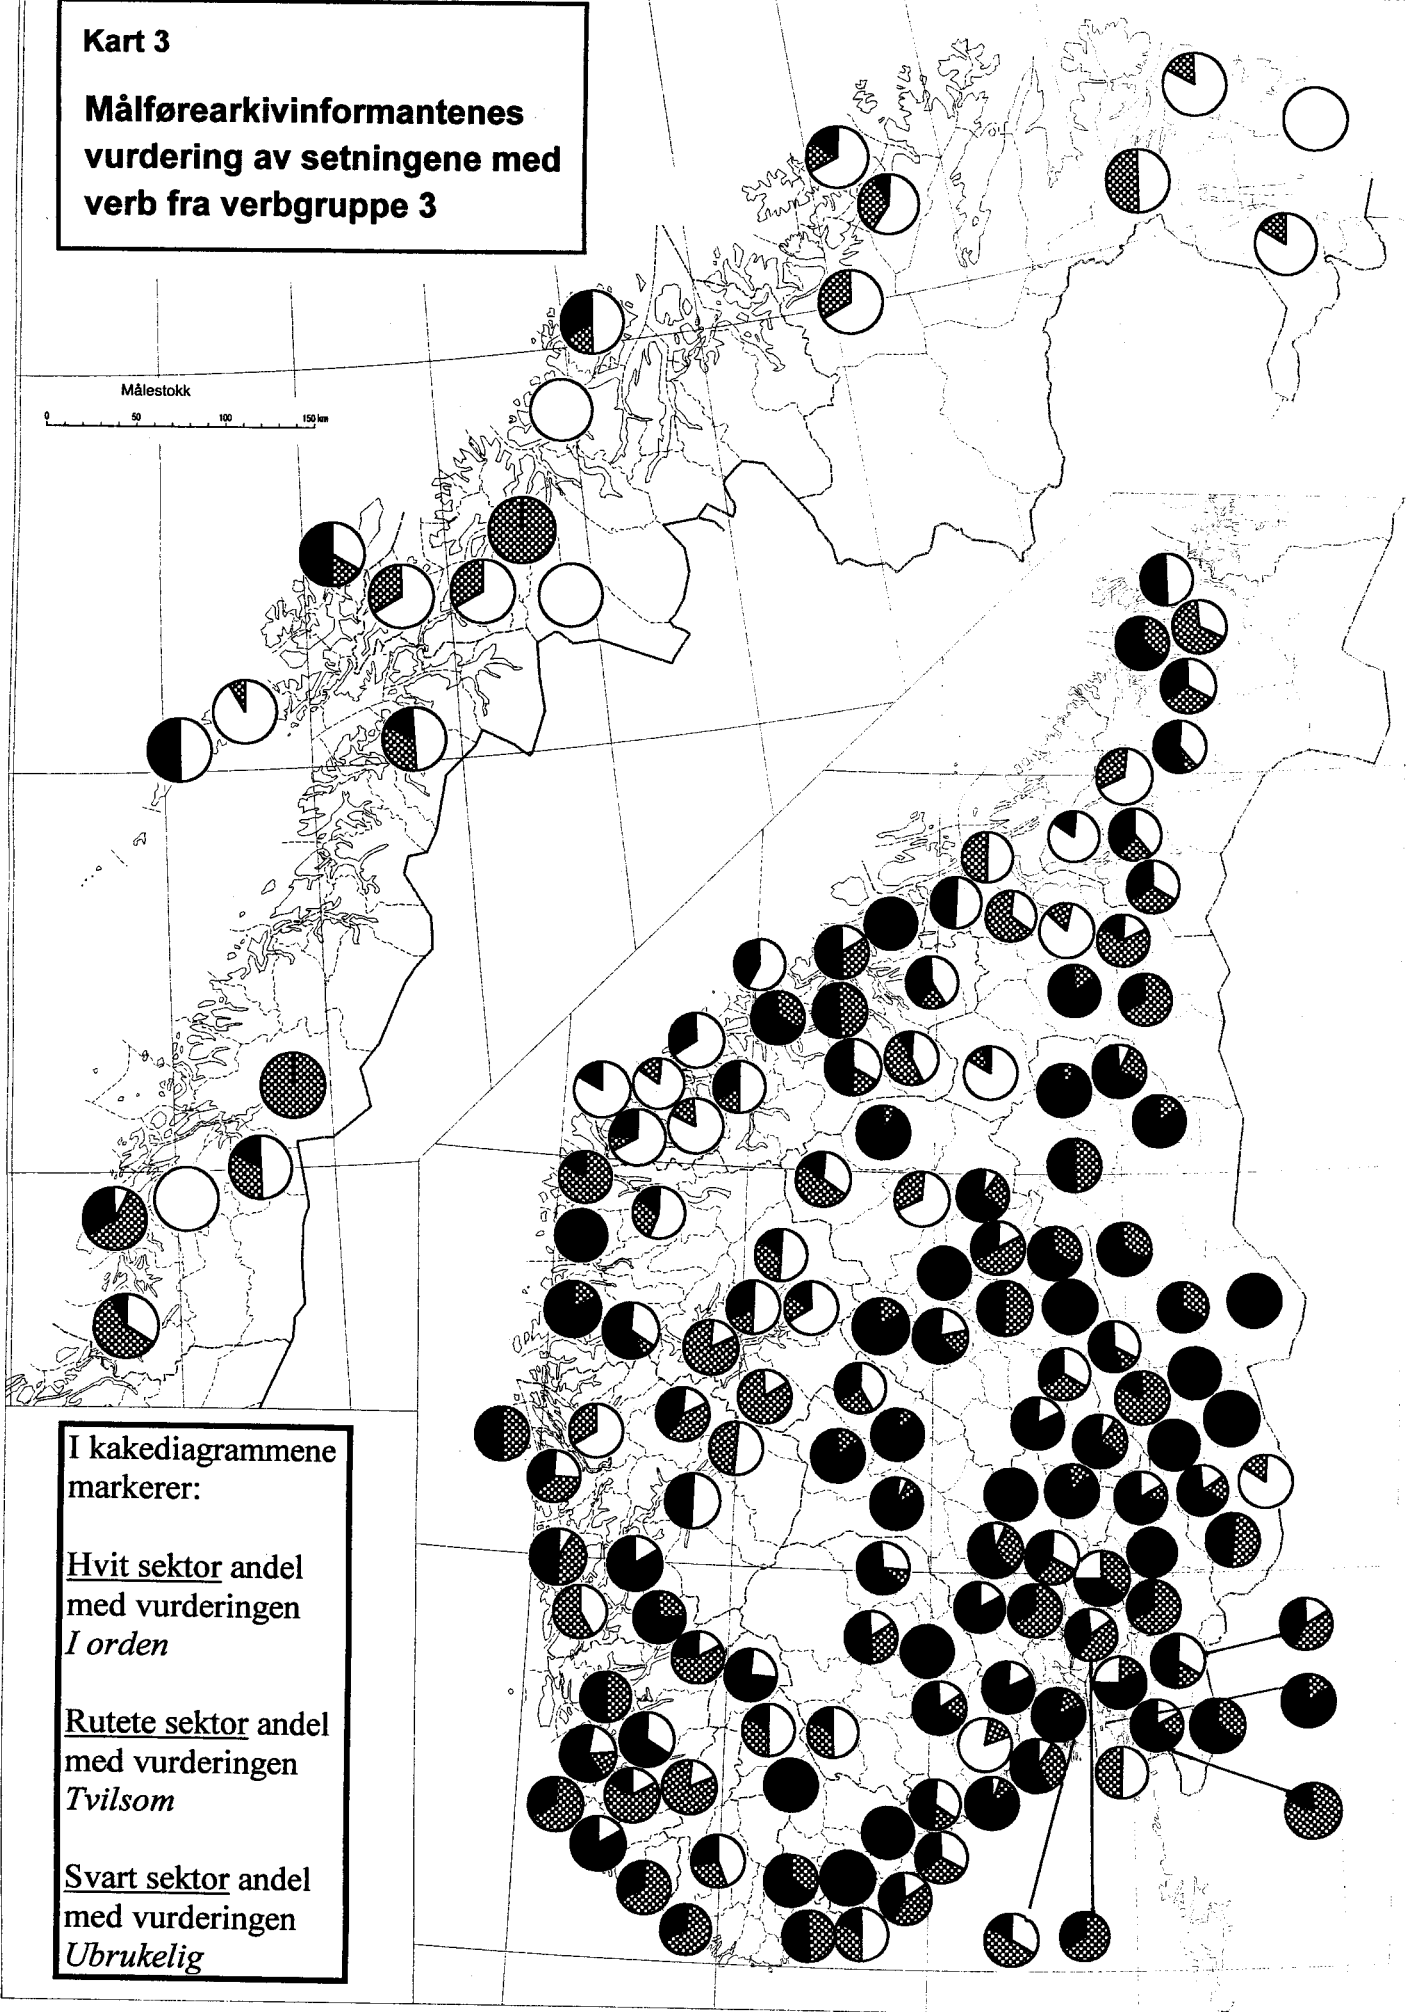 Kart 3
Målførearkivinformantenes
vurdering av setningene med
verb fra verbgruppe 3
Målestokk
0 50 100 150 km
I kakediagrammene
markerer:
Hvit sektor andel
med vurderingen
I orden
Rutete sektor andel
med vurderingen
Tvilsom
Svart sektor andel
med vurderingen
Ubrukelig